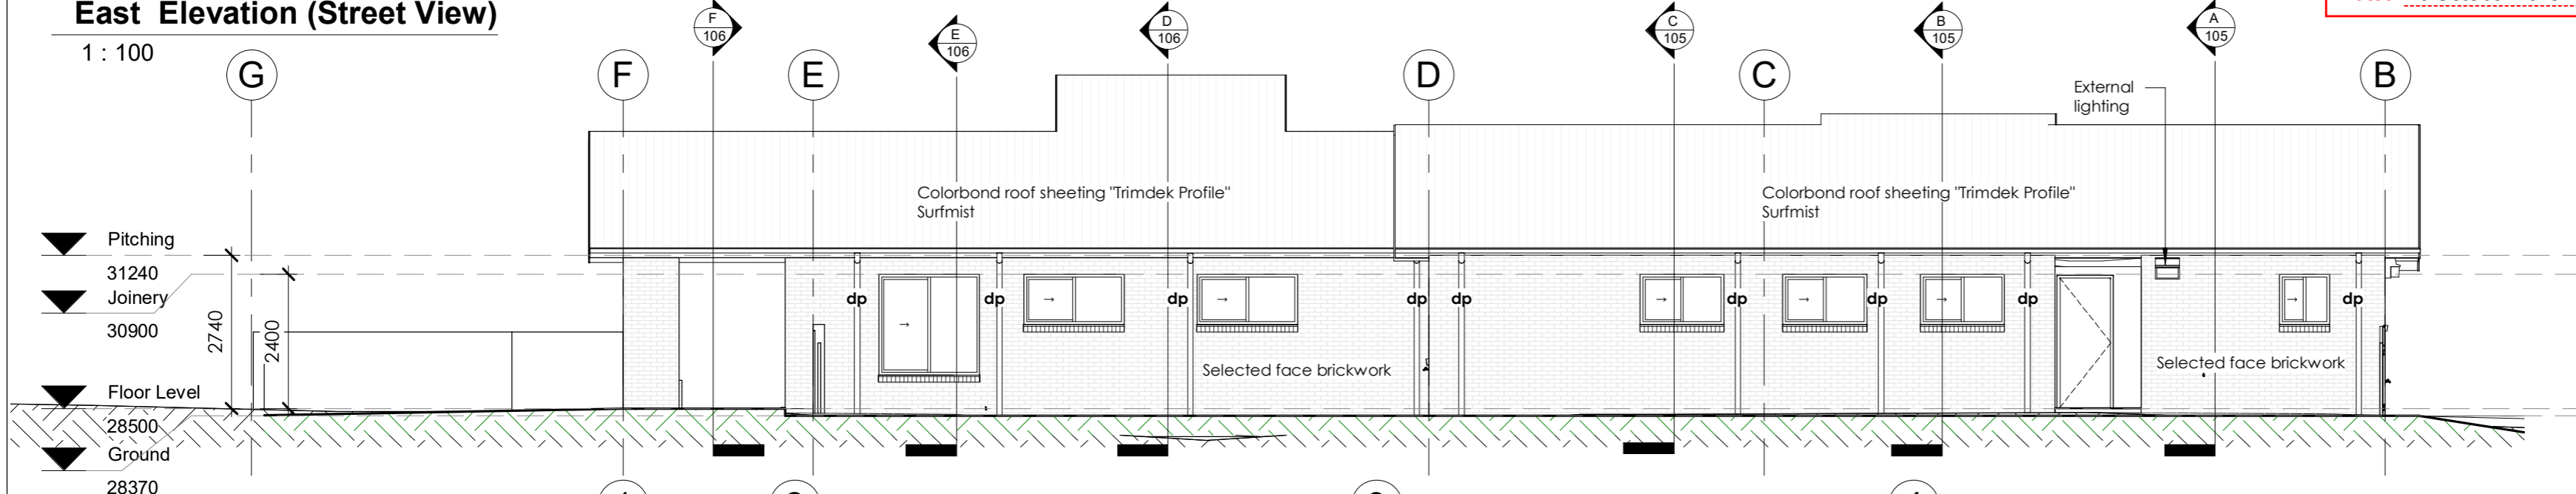 East Elevation (Street View)
1 : 100
F
106
E
106
D
106
C
105
B
105
A
105
G
F
E
D
C
B
External
lighting
Colorbond roof sheeting "Trimdek Profile"
Surfmist
Colorbond roof sheeting "Trimdek Profile"
Surfmist
Pitching
31240
Joinery
30900
2740
2400
dp
dp
dp
dp
dp
dp
dp
dp
dp
Selected face brickwork
Selected face brickwork
Floor Level
28500
Ground
28370